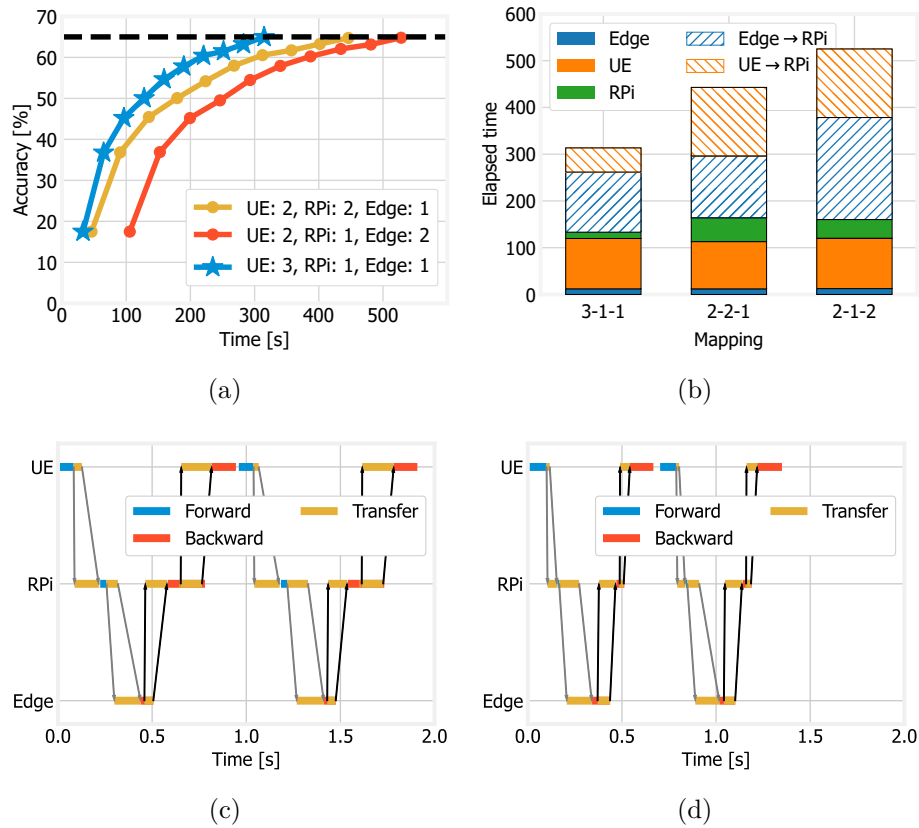 70
60
50
40
30
20
10
0
Accuracy [%]
0 100 200 300 400 500
Time [s]
UE: 2, RPi: 2, Edge: 1
UE: 2, RPi: 1, Edge: 2
UE: 3, RPi: 1, Edge: 1
(a)
600
500
400
300
200
100
0
Elapsed time
Edge
UE
RPi
Edge → RPi
UE → RPi
3-1-1 2-2-1 2-1-2
Mapping
(b)
UE
RPi
Edge
Forward
Backward
Transfer
0.0 0.5 1.0 1.5 2.0
Time [s]
(c)
UE
RPi
Edge
Forward
Backward
Transfer
0.0 0.5 1.0 1.5 2.0
Time [s]
(d)